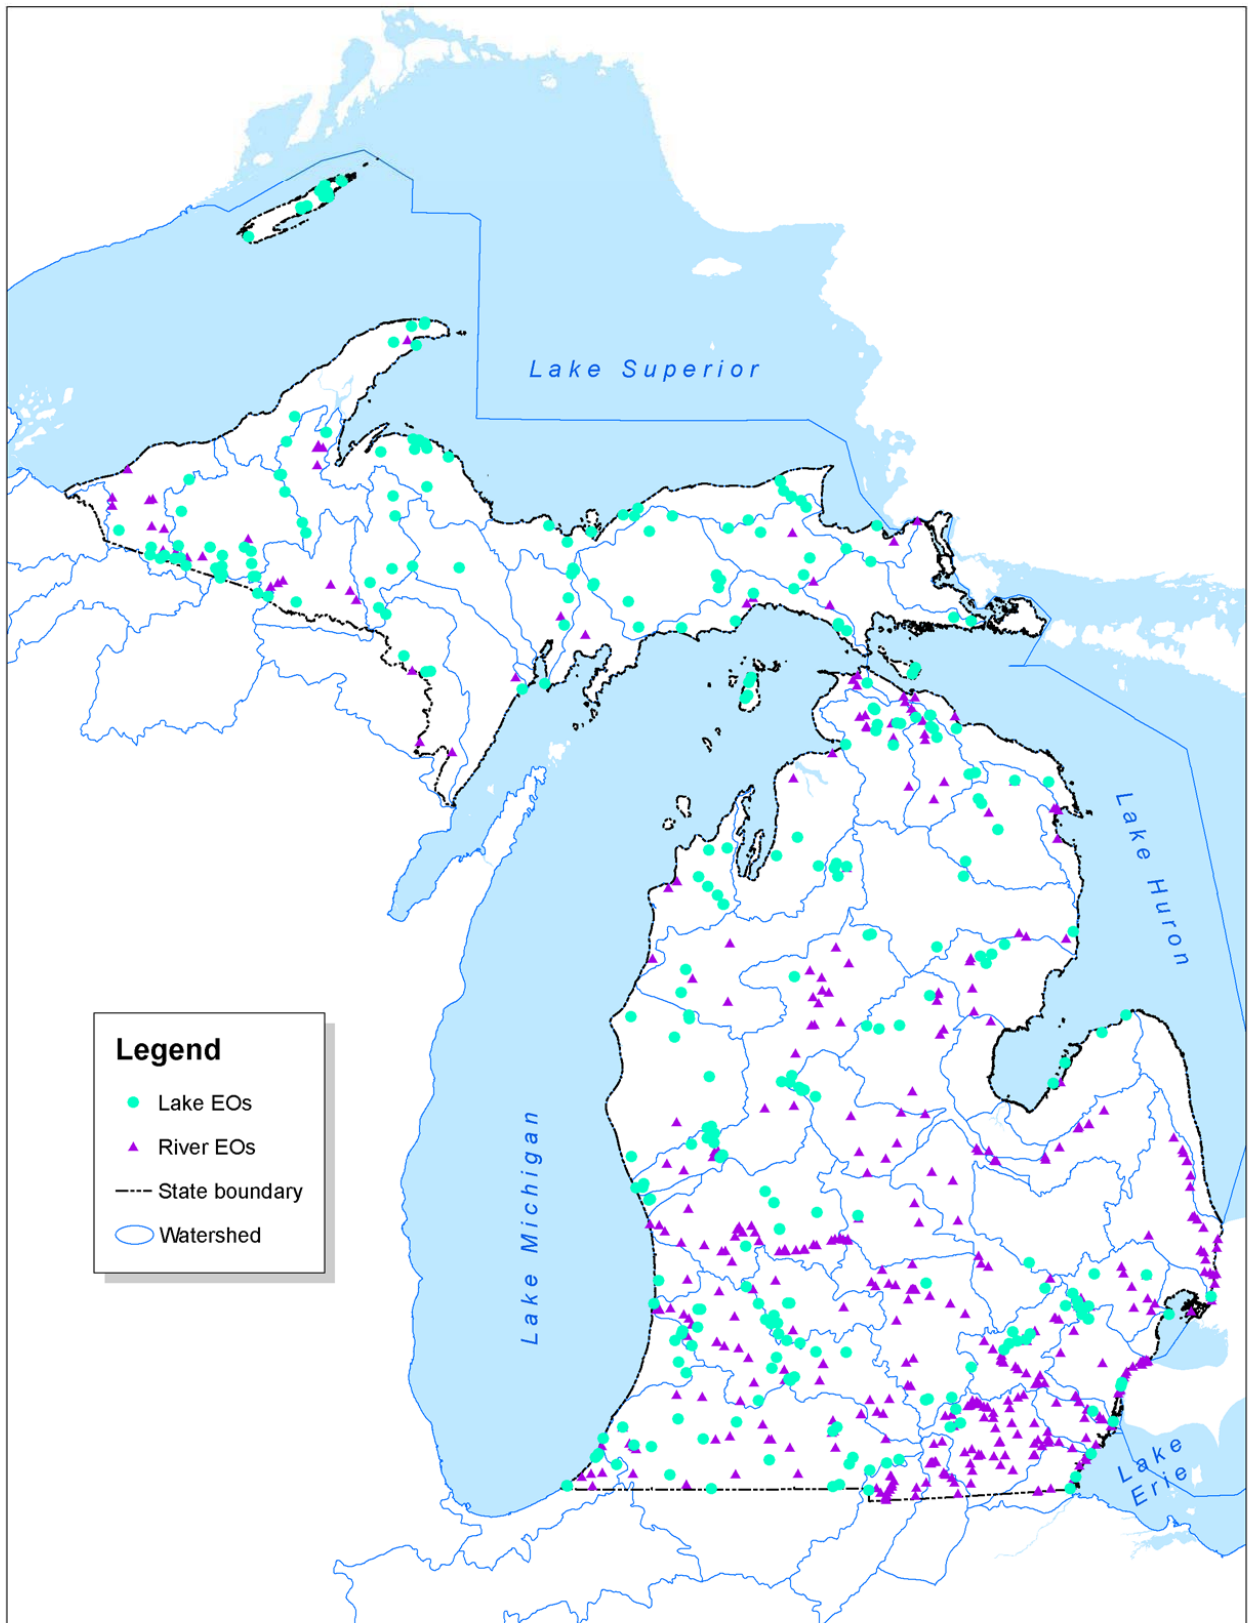 Lake Superior
Lake Huron
Legend
Lake EOs
River EOs
State boundary
Watershed
Lake Michigan
Lake
Erie